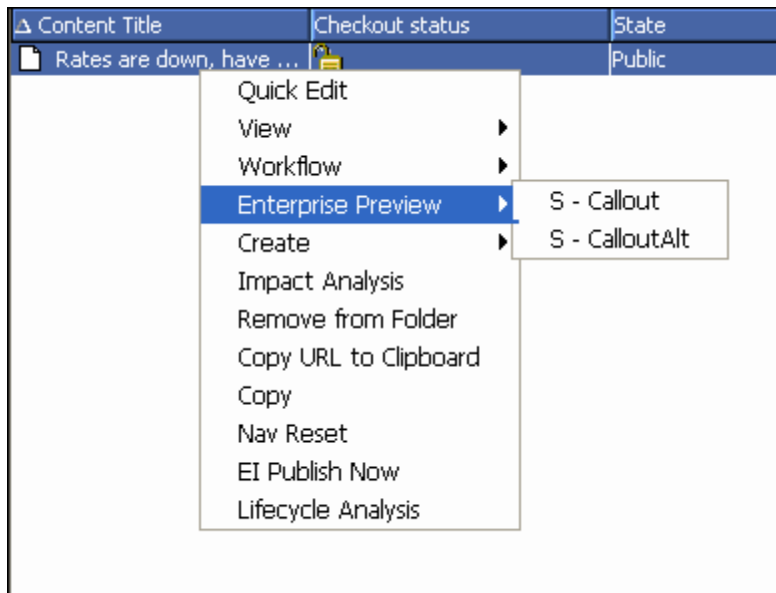 Content Title Checkout status State
Rates are down, have ... Public
Quick Edit
View
Workflow
Enterprise Preview
S - Callout
S - CalloutAlt
Create
Impact Analysis
Remove from Folder
Copy URL to Clipboard
Copy
Nav Reset
EI Publish Now
Lifecycle Analysis